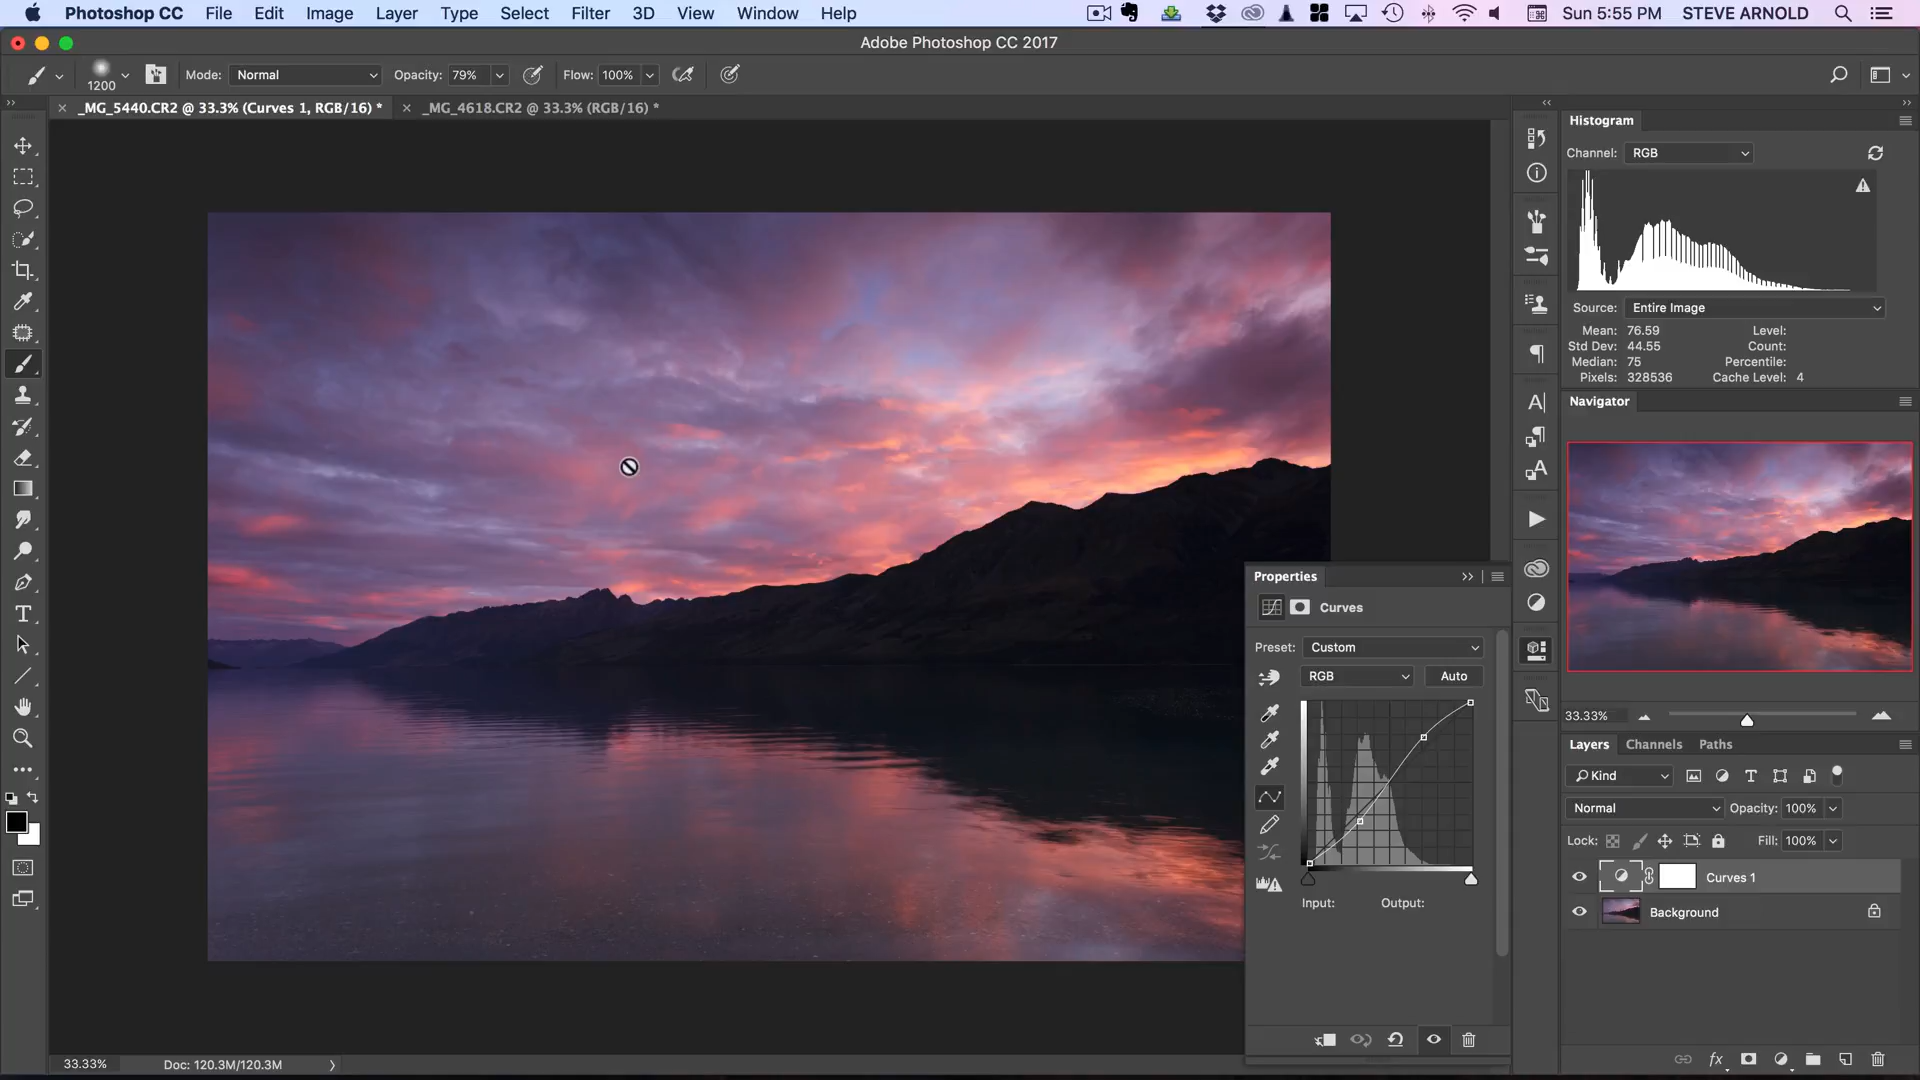 Photoshop CC File Edit Image Layer Type Select Filter 3D View Window Help Sun 5:55 PM STEVE ARNOLD
Adobe Photoshop CC 2017
1200 Mode: Normal Opacity: 79% Flow: 100%
_MG_5440.CR2 @ 33.3% (Curves 1, RGB/16) * _MG_4618.CR2 @ 33.3% (RGB/16) *
Histogram
Channel: RGB
Source: Entire Image
Mean: 76.59 Level:
Std Dev: 44.55 Count:
Median: 75 Percentile:
Pixels: 328536 Cache Level: 4
Navigator
33.33%
Properties
Curves
Preset: Custom
RGB Auto
Input: Output:
Layers Channels Paths
Kind
Normal Opacity: 100%
Lock: Fill: 100%
Curves 1
Background
fx
33.33% Doc: 120.3M/120.3M